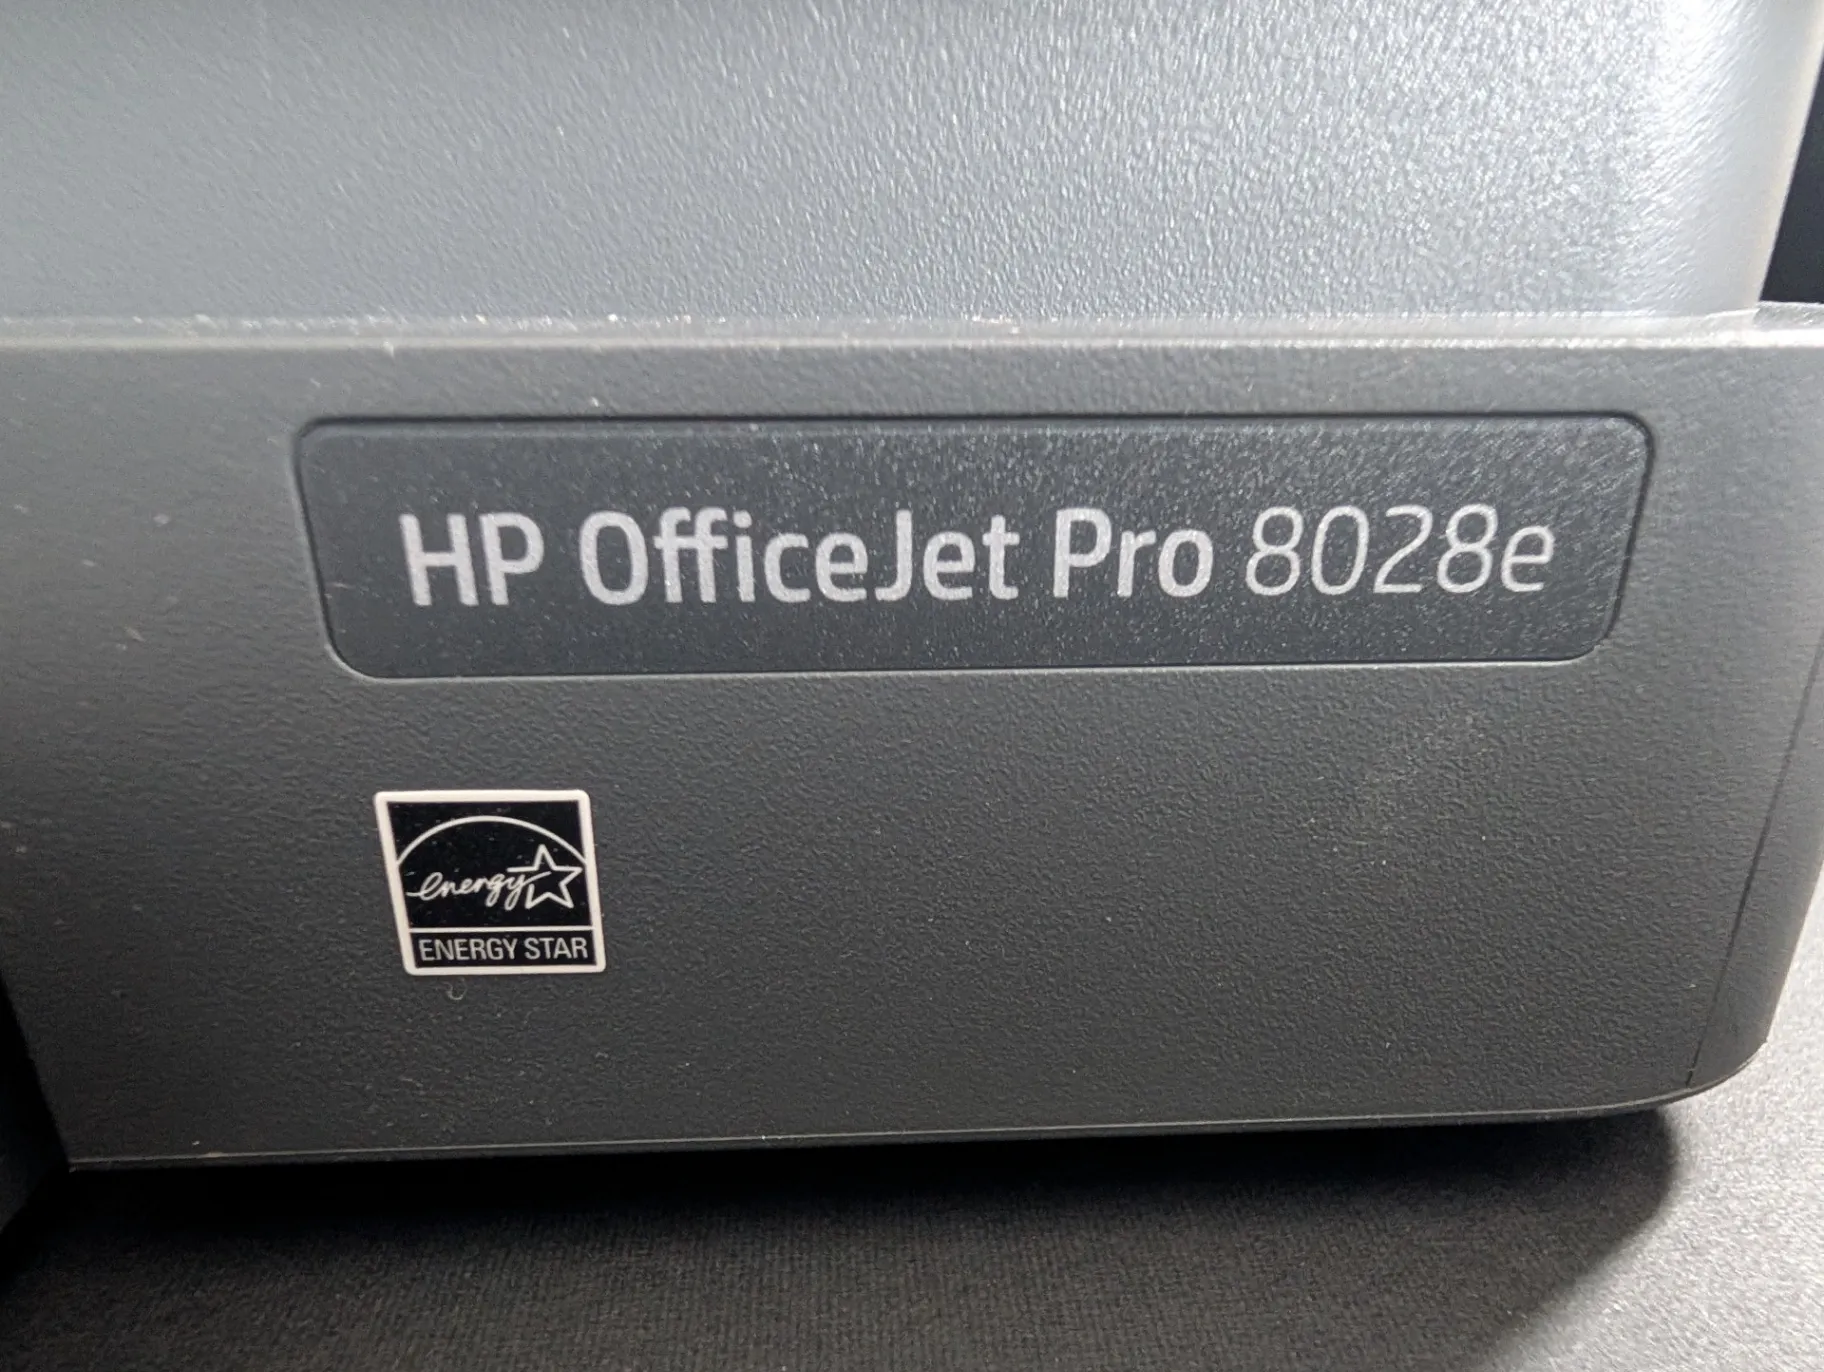 HP OfficeJet Pro 8028e
energy
ENERGY STAR